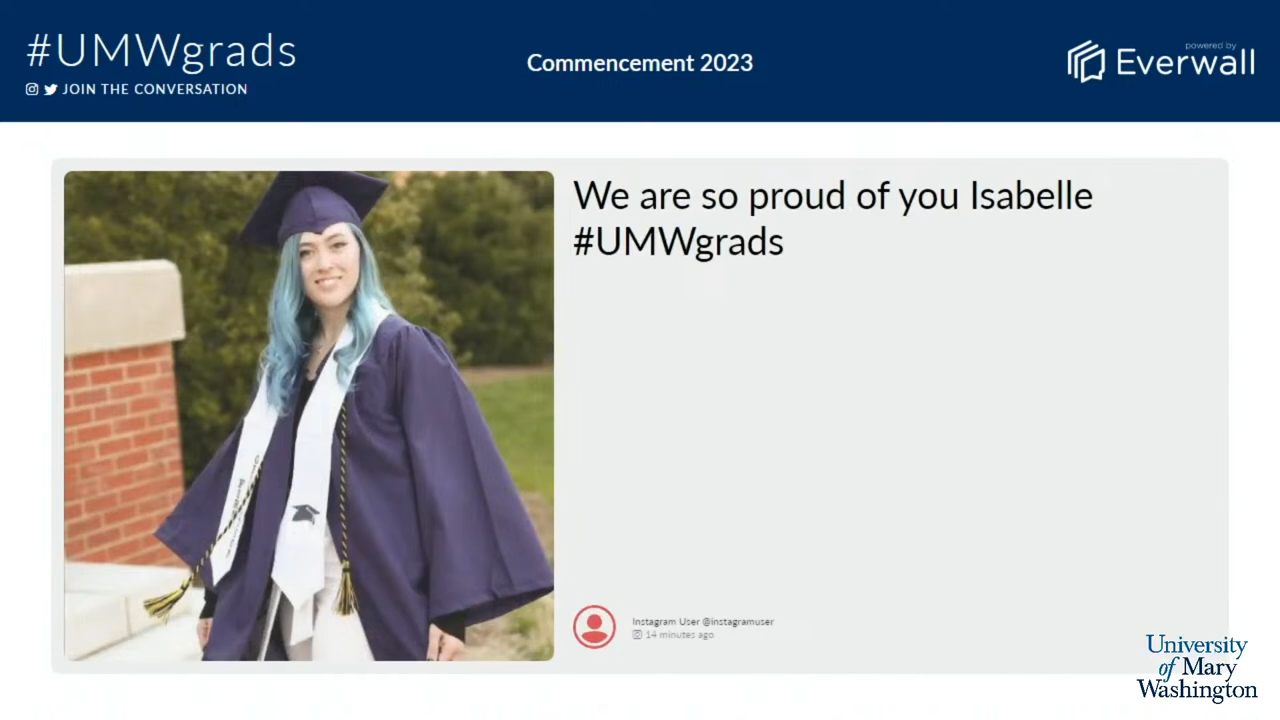 #UMWgrads
JOIN THE CONVERSATION
Commencement 2023
powered by
Everwall
We are so proud of you Isabelle
#UMWgrads
Instagram User @instagramuser
14 minutes ago
University
of Mary
Washington